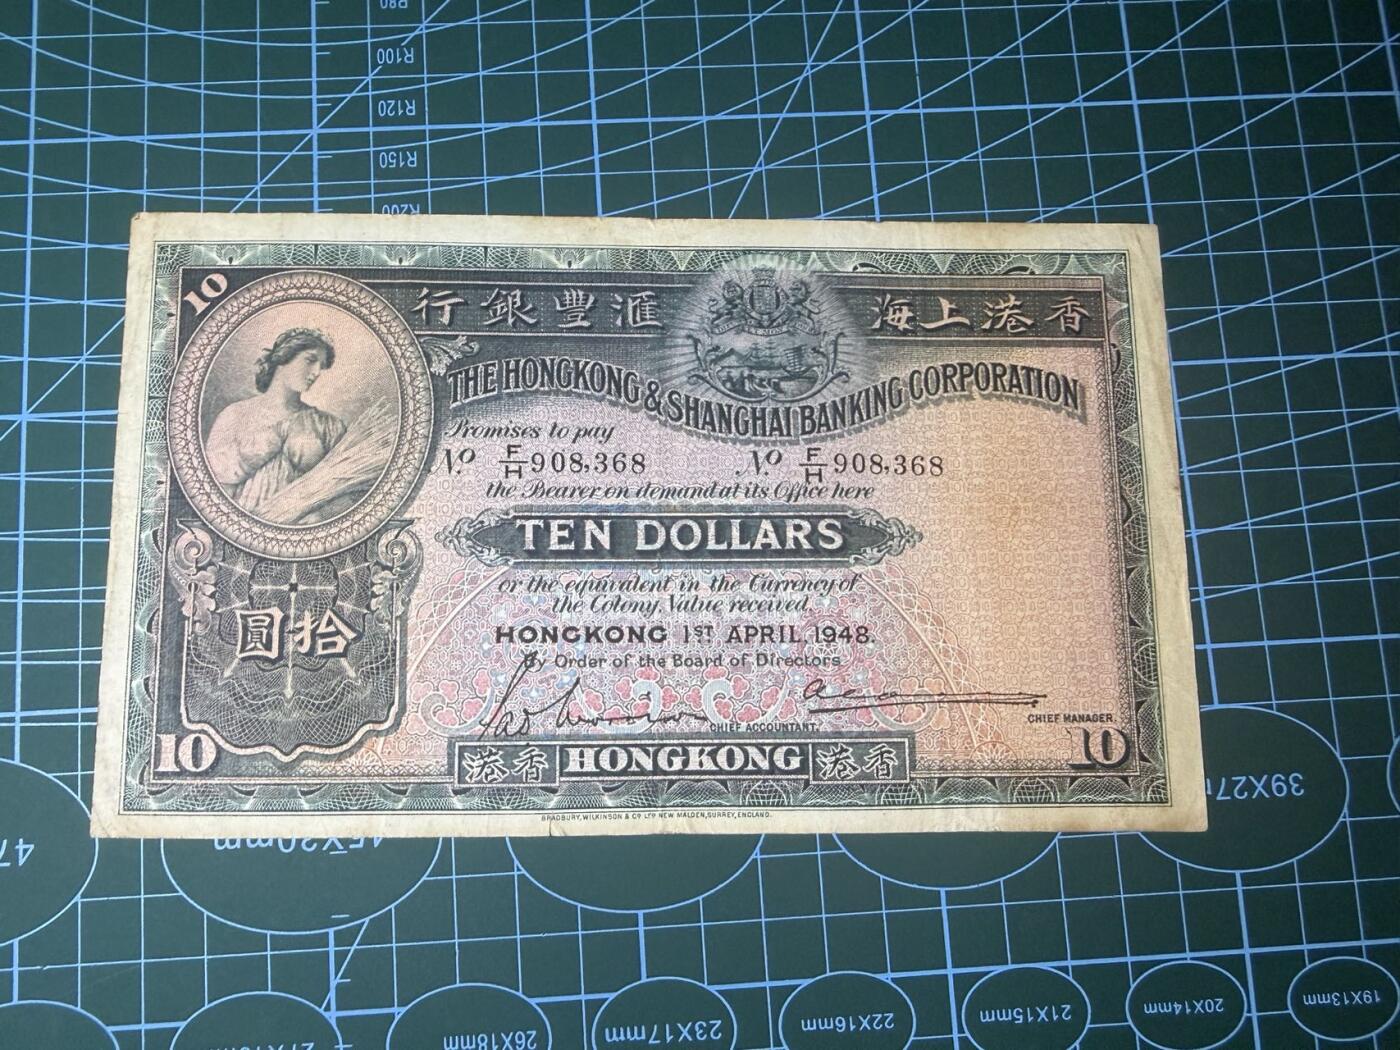 R80
R100
R120
R150
R200
10
行銀豐滙 海上港香
THE HONGKONG & SHANGHAI BANKING CORPORATION
Promises to pay
No. F/H 908,368 No. F/H 908,368
the Bearer on demand at its Office here
TEN DOLLARS
or the equivalent in the Currency of
the Colony, Value received.
圓拾
HONGKONG 1ST APRIL 1948.
By Order of the Board of Directors
CHIEF ACCOUNTANT.
CHIEF MANAGER.
10 10
港香 HONGKONG 港香
BRADBURY, WILKINSON & Co. LTD NEW MALDEN, SURREY, ENGLAND.
45X30mm
26X18mm
23X17mm
22X16mm
21X15mm
20X14mm
19X13mm